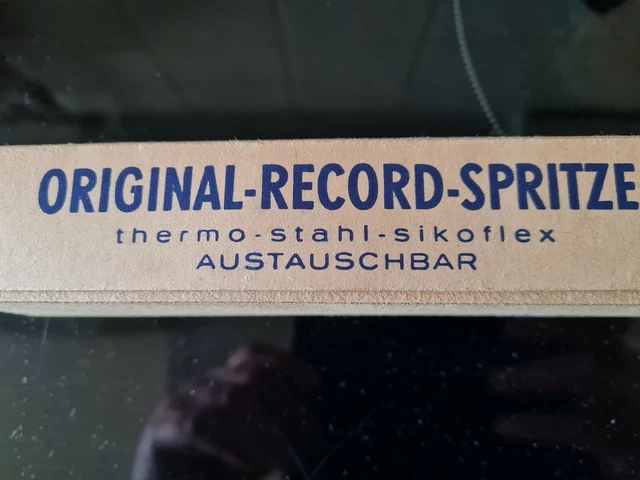 ORIGINAL-RECORD-SPRITZE
thermo-stahl-sikoflex
AUSTAUSCHBAR